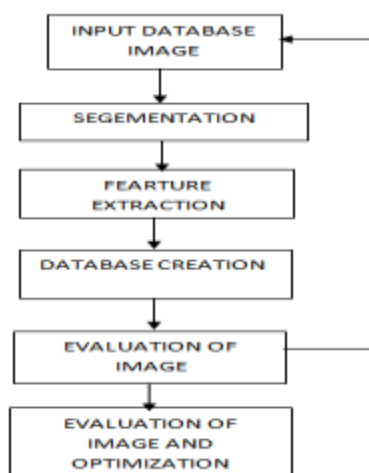 INPUT DATABASE
IMAGE
SEGEMENTATION
FEARTURE
EXTRACTION
DATABASE CREATION
EVALUATION OF
IMAGE
EVALUATION OF
IMAGE AND
OPTIMIZATION